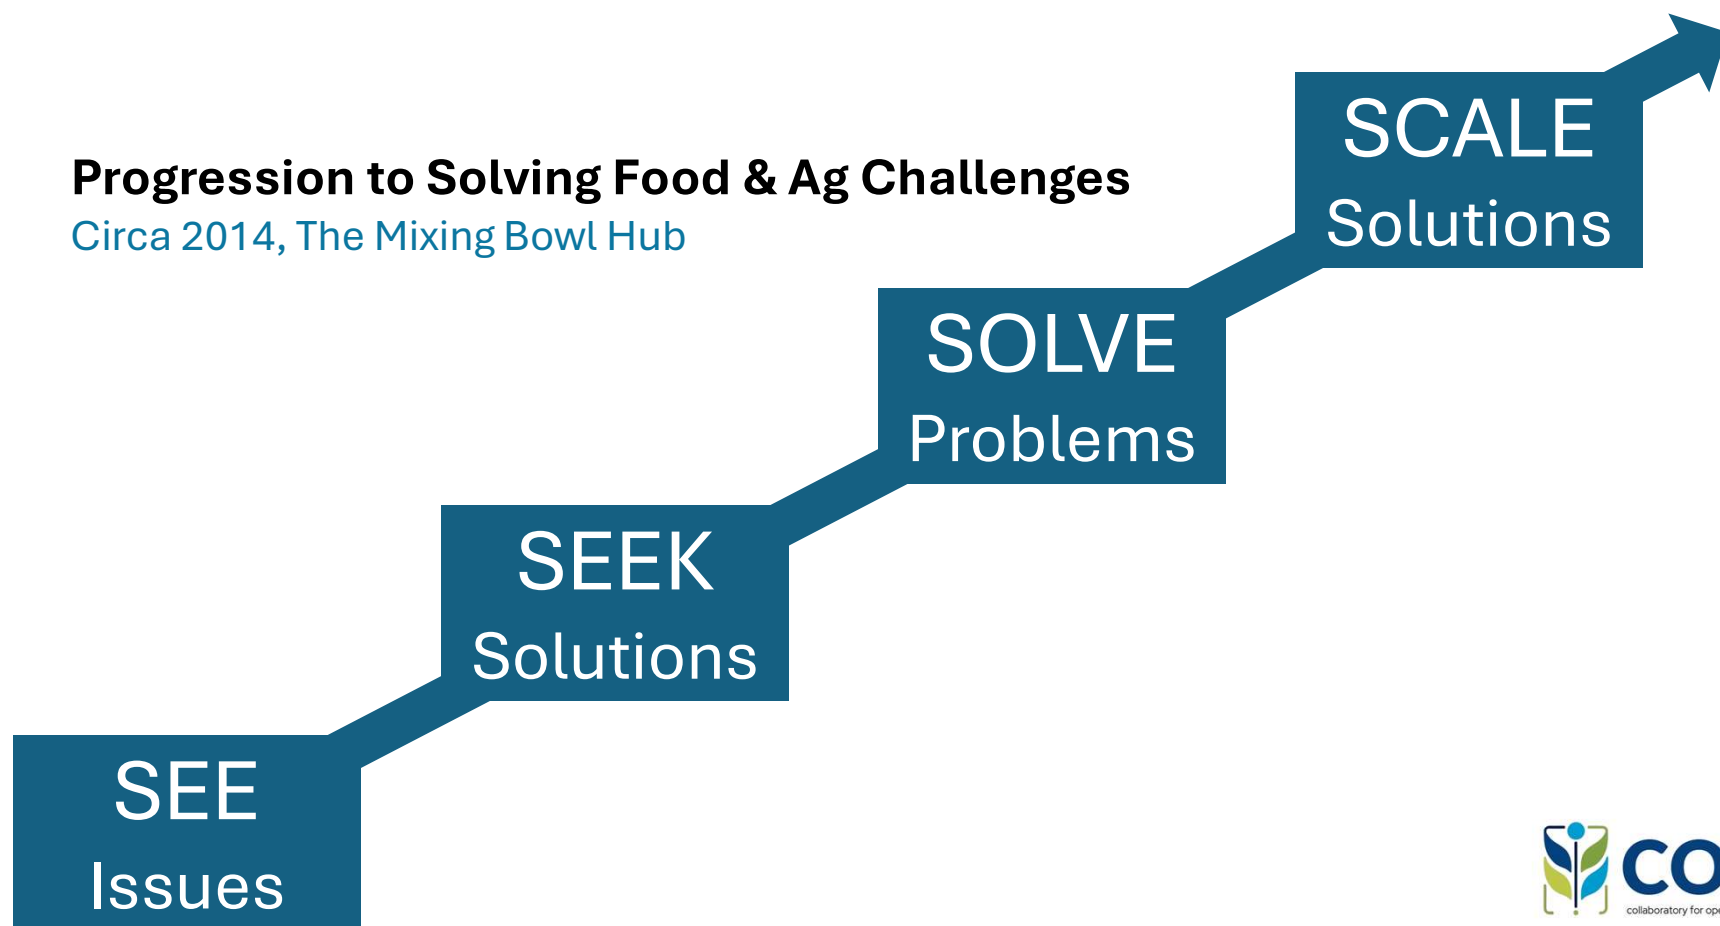 Progression to Solving Food & Ag Challenges
Circa 2014, The Mixing Bowl Hub
SCALE
Solutions
SOLVE
Problems
SEEK
Solutions
SEE
Issues
CO
collaboratory for